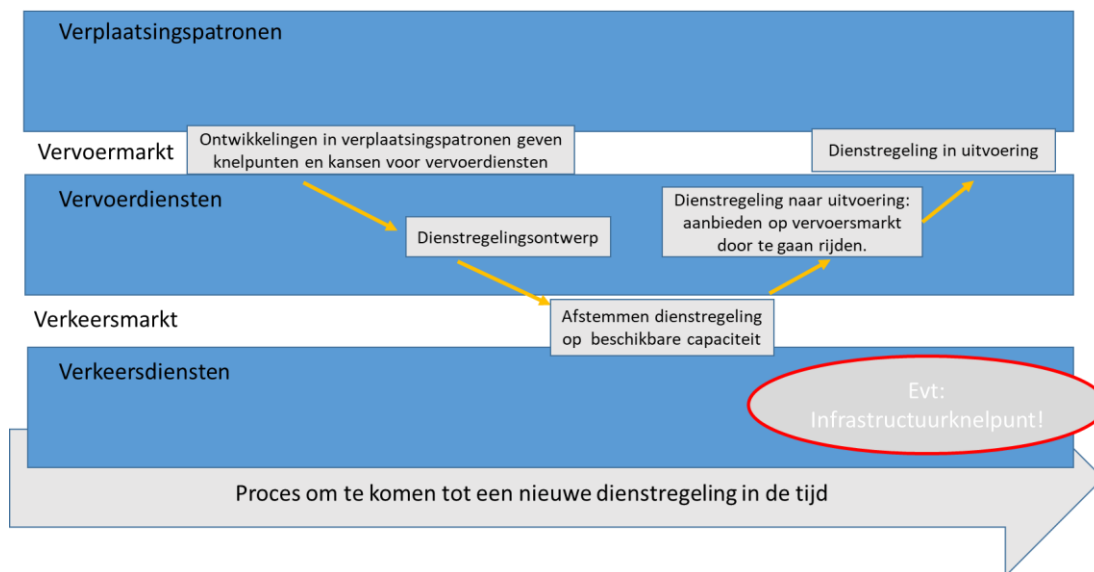 Verplaatsingspatronen
Vervoermarkt
Ontwikkelingen in verplaatsingspatronen geven
knelpunten en kansen voor vervoerdiensten
Dienstregeling in uitvoering
Vervoerdiensten
Dienstregelingsontwerp
Dienstregeling naar uitvoering:
aanbieden op vervoersmarkt
door te gaan rijden.
Verkeersmarkt
Afstemmen dienstregeling
op beschikbare capaciteit
Verkeersdiensten
Evt:
Infrastructuurknelpunt!
Proces om te komen tot een nieuwe dienstregeling in de tijd